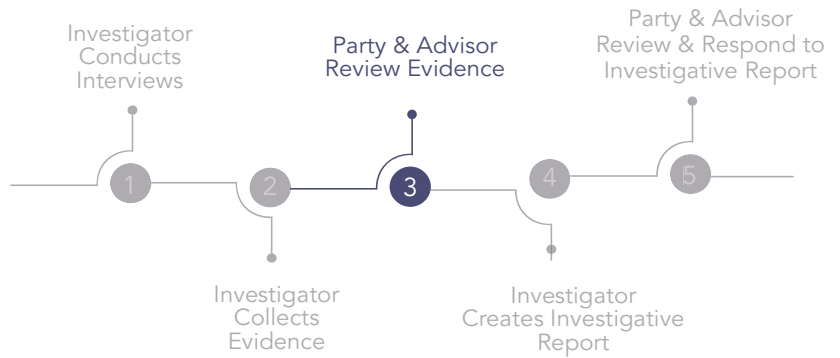 Investigator
Conducts
Interviews
Party & Advisor
Review Evidence
Party & Advisor
Review & Respond to
Investigative Report
1
2
3
4
5
Investigator
Collects
Evidence
Investigator
Creates Investigative
Report